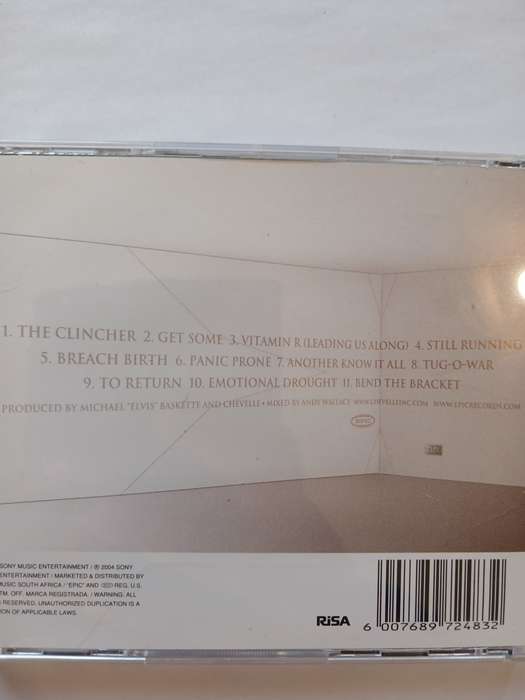 1. THE CLINCHER 2. GET SOME 3. VITAMIN R (LEADING US ALONG) 4. STILL RUNNING
5. BREACH BIRTH 6. PANIC PRONE 7. ANOTHER KNOW IT ALL 8. TUG-O-WAR
9. TO RETURN 10. EMOTIONAL DROUGHT 11. BEND THE BRACKET
PRODUCED BY MICHAEL "ELVIS" BASKETTE AND CHEVELLE • MIXED BY ANDY WALLACE WWW.CHEVELLEINC.COM WWW.EPICRECORDS.COM
EPIC
SONY MUSIC ENTERTAINMENT / ℗ 2004 SONY
ENTERTAINMENT / MARKETED & DISTRIBUTED BY
MUSIC SOUTH AFRICA / "EPIC" AND REG. U.S.
TM. OFF. MARCA REGISTRADA. / WARNING. ALL
RESERVED. UNAUTHORIZED DUPLICATION IS A
ION OF APPLICABLE LAWS.
RiSA
6 007689 724832